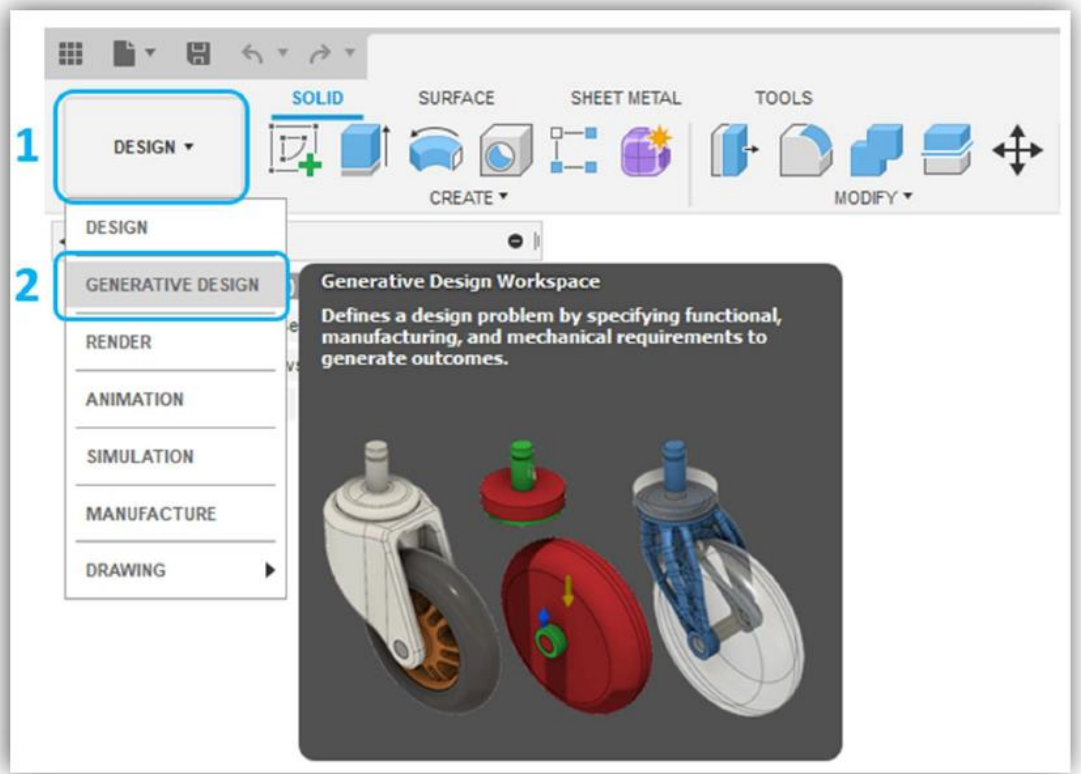 SOLID SURFACE SHEET METAL TOOLS
1
DESIGN
CREATE MODIFY
DESIGN
2
GENERATIVE DESIGN
RENDER
ANIMATION
SIMULATION
MANUFACTURE
DRAWING
Generative Design Workspace
Defines a design problem by specifying functional,
manufacturing, and mechanical requirements to
generate outcomes.